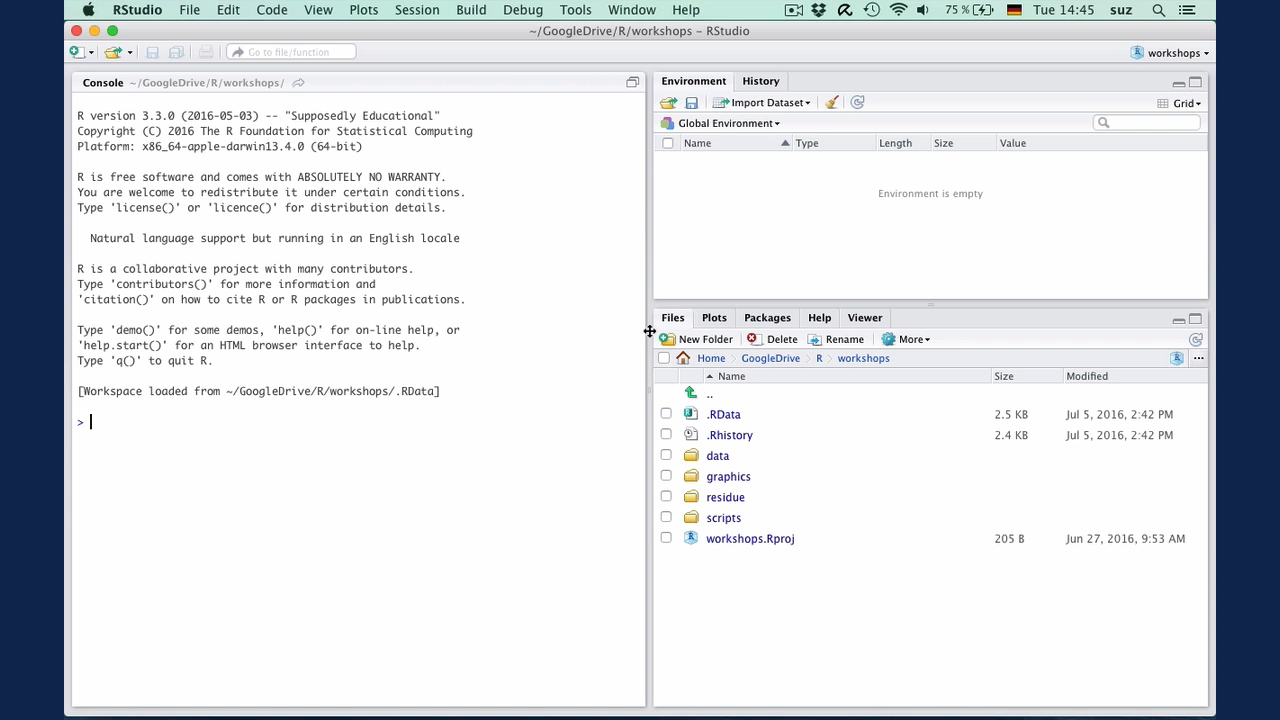 RStudio File Edit Code View Plots Session Build Debug Tools Window Help 75 % Tue 14:45 suz
~/GoogleDrive/R/workshops – RStudio
Go to file/function workshops
Console ~/GoogleDrive/R/workshops/
R version 3.3.0 (2016-05-03) -- "Supposedly Educational"
Copyright (C) 2016 The R Foundation for Statistical Computing
Platform: x86_64-apple-darwin13.4.0 (64-bit)
R is free software and comes with ABSOLUTELY NO WARRANTY.
You are welcome to redistribute it under certain conditions.
Type 'license()' or 'licence()' for distribution details.
Natural language support but running in an English locale
R is a collaborative project with many contributors.
Type 'contributors()' for more information and
'citation()' on how to cite R or R packages in publications.
Type 'demo()' for some demos, 'help()' for on-line help, or
'help.start()' for an HTML browser interface to help.
Type 'q()' to quit R.
[Workspace loaded from ~/GoogleDrive/R/workshops/.RData]
>
Environment History
Import Dataset Grid
Global Environment
Name Type Length Size Value
Environment is empty
Files Plots Packages Help Viewer
New Folder Delete Rename More
Home GoogleDrive R workshops
Name Size Modified
..
.RData 2.5 KB Jul 5, 2016, 2:42 PM
.Rhistory 2.4 KB Jul 5, 2016, 2:42 PM
data
graphics
residue
scripts
workshops.Rproj 205 B Jun 27, 2016, 9:53 AM